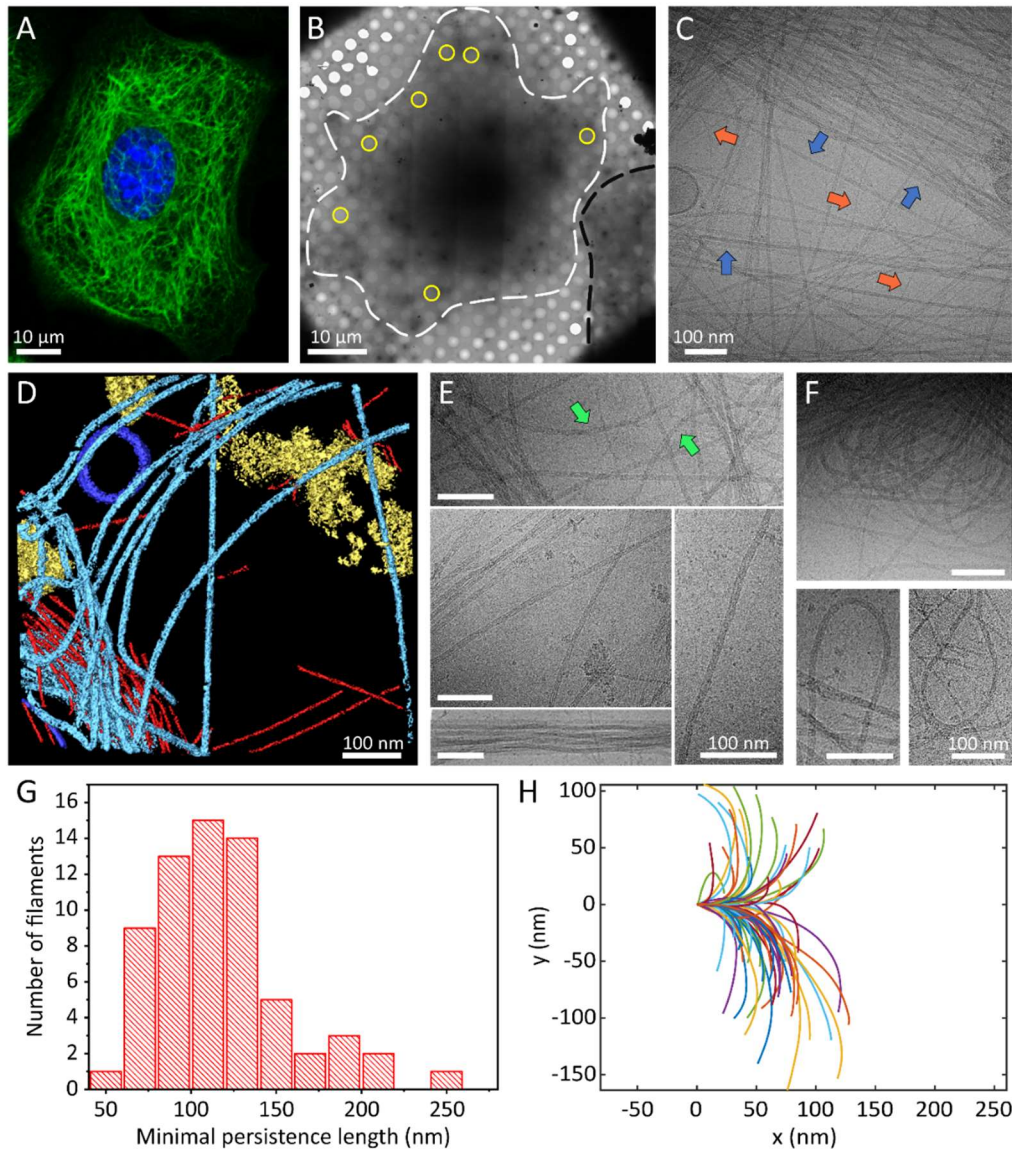 A
10 µm
B
10 µm
C
100 nm
D
100 nm
E
100 nm
F
100 nm
G
16
14
12
10
8
6
4
2
0
Number of filaments
50 100 150 200 250
Minimal persistence length (nm)
H
100
50
0
-50
-100
-150
y (nm)
-50 0 50 100 150 200 250
x (nm)